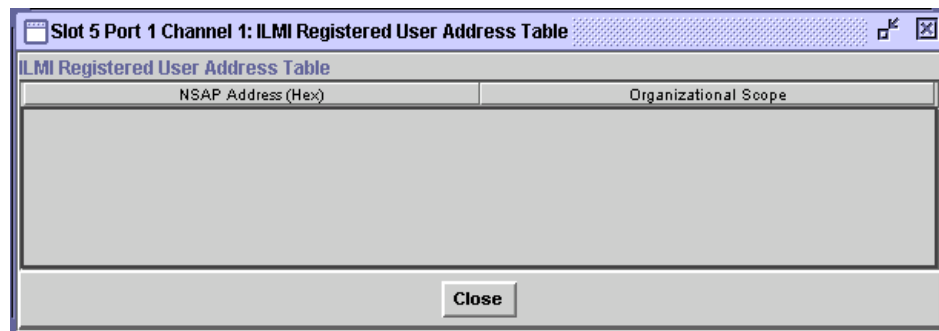 Slot 5 Port 1 Channel 1: ILMI Registered User Address Table
ILMI Registered User Address Table
NSAP Address (Hex) Organizational Scope
Close